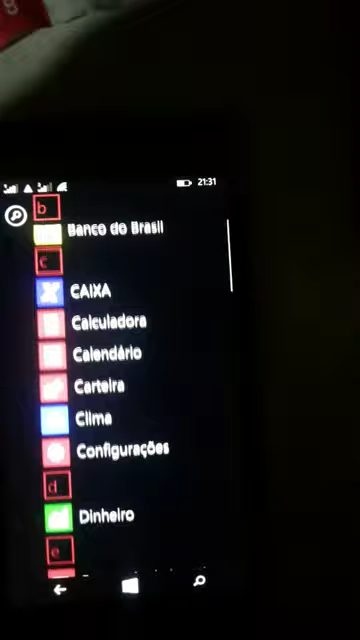 21:31
b
Banco do Brasil
c
CAIXA
Calculadora
Calendário
Carteira
Clima
Configurações
d
Dinheiro
e